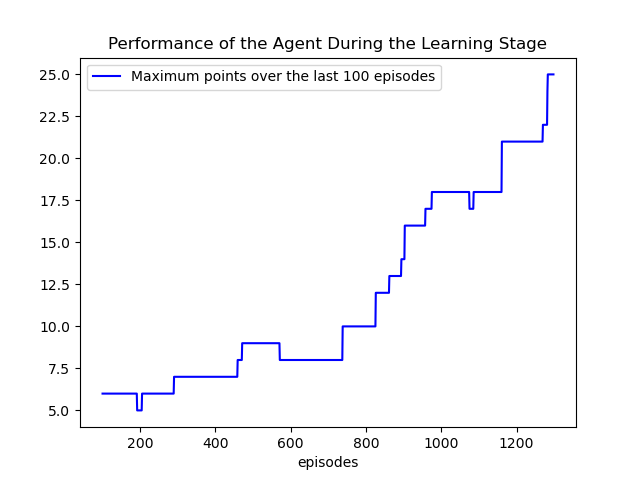 Performance of the Agent During the Learning Stage
Maximum points over the last 100 episodes
25.0
22.5
20.0
17.5
15.0
12.5
10.0
7.5
5.0
200 400 600 800 1000 1200
episodes